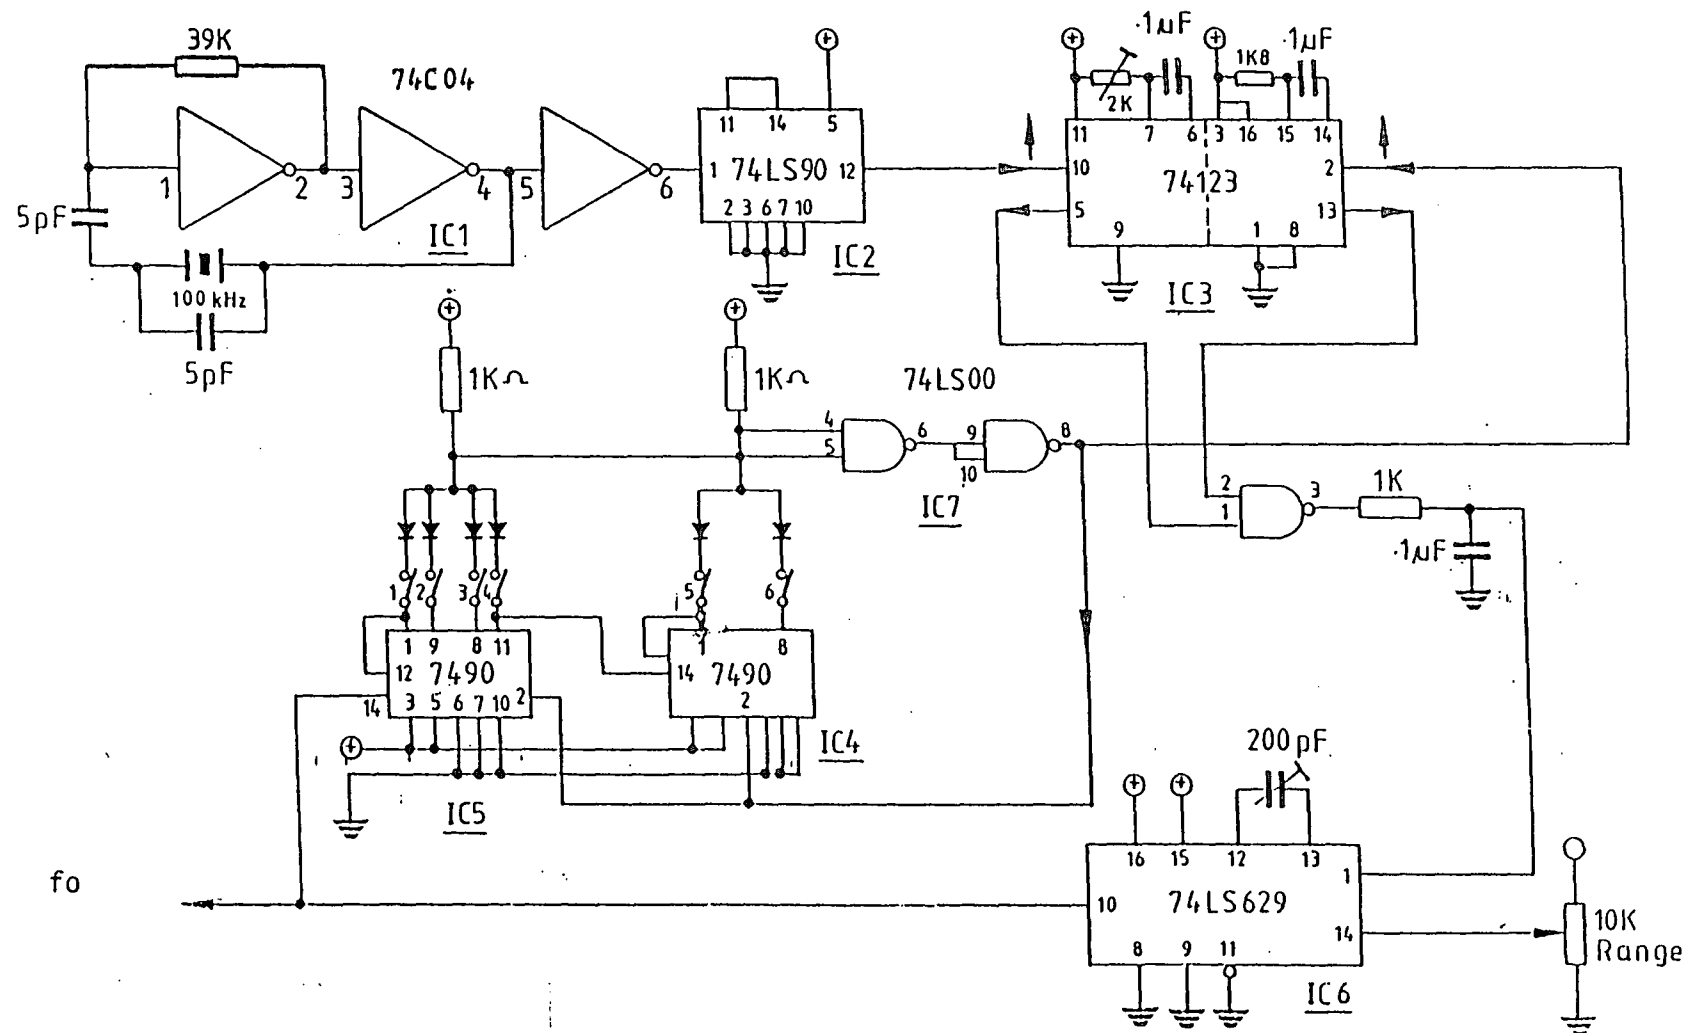 39K
74C04
1
2
3
4
5
6
5pF
IC1
100 kHz
5pF
11 14 5
1 74LS90 12
2 3 6 7 10
IC2
.1µF
.1µF
2K
1K8
11 7 6 3 16 15 14
10 74123 2
5 13
9 1 8
IC3
1KΩ
1KΩ
74LS00
4
5
6
9
10
8
IC7
2
1
3
1K
.1µF
1 2 3 4
5 6
1 9 8 11
12 7490
14 3 5 6 7 10 2
IC5
1 8
14 7490
2
IC4
200pF
16 15 12 13
1
10 74LS629
14
8 9 11
IC6
10K
Range
fo